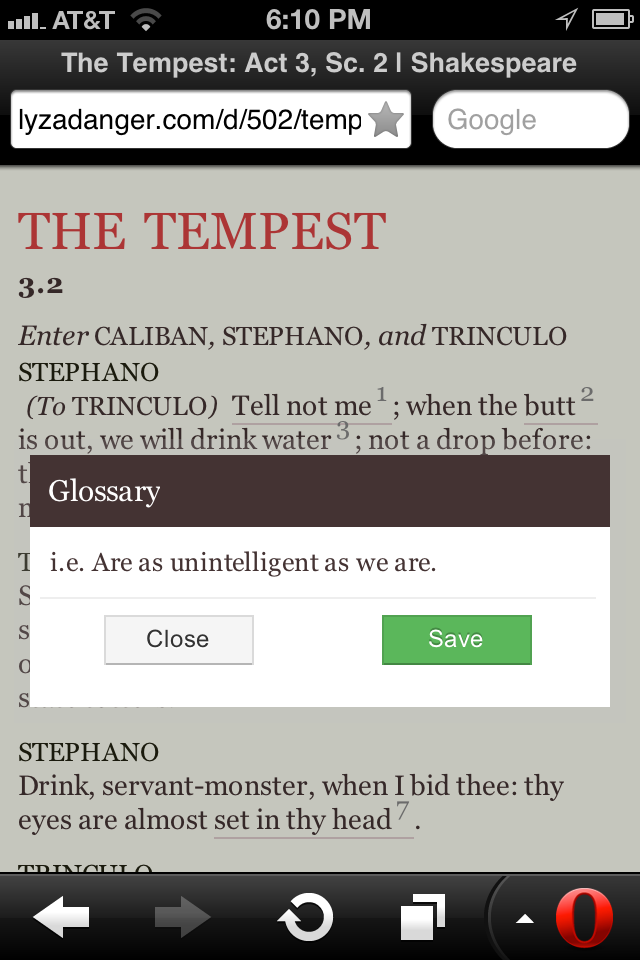 AT&T 6:10 PM
The Tempest: Act 3, Sc. 2 | Shakespeare
lyzadanger.com/d/502/temp Google
THE TEMPEST
3.2
Enter CALIBAN, STEPHANO, and TRINCULO
STEPHANO
(To TRINCULO) Tell not me 1 ; when the butt 2
is out, we will drink water 3 ; not a drop before:
Glossary
i.e. Are as unintelligent as we are.
Close Save
STEPHANO
Drink, servant-monster, when I bid thee: thy
eyes are almost set in thy head 7 .
TRINCULO